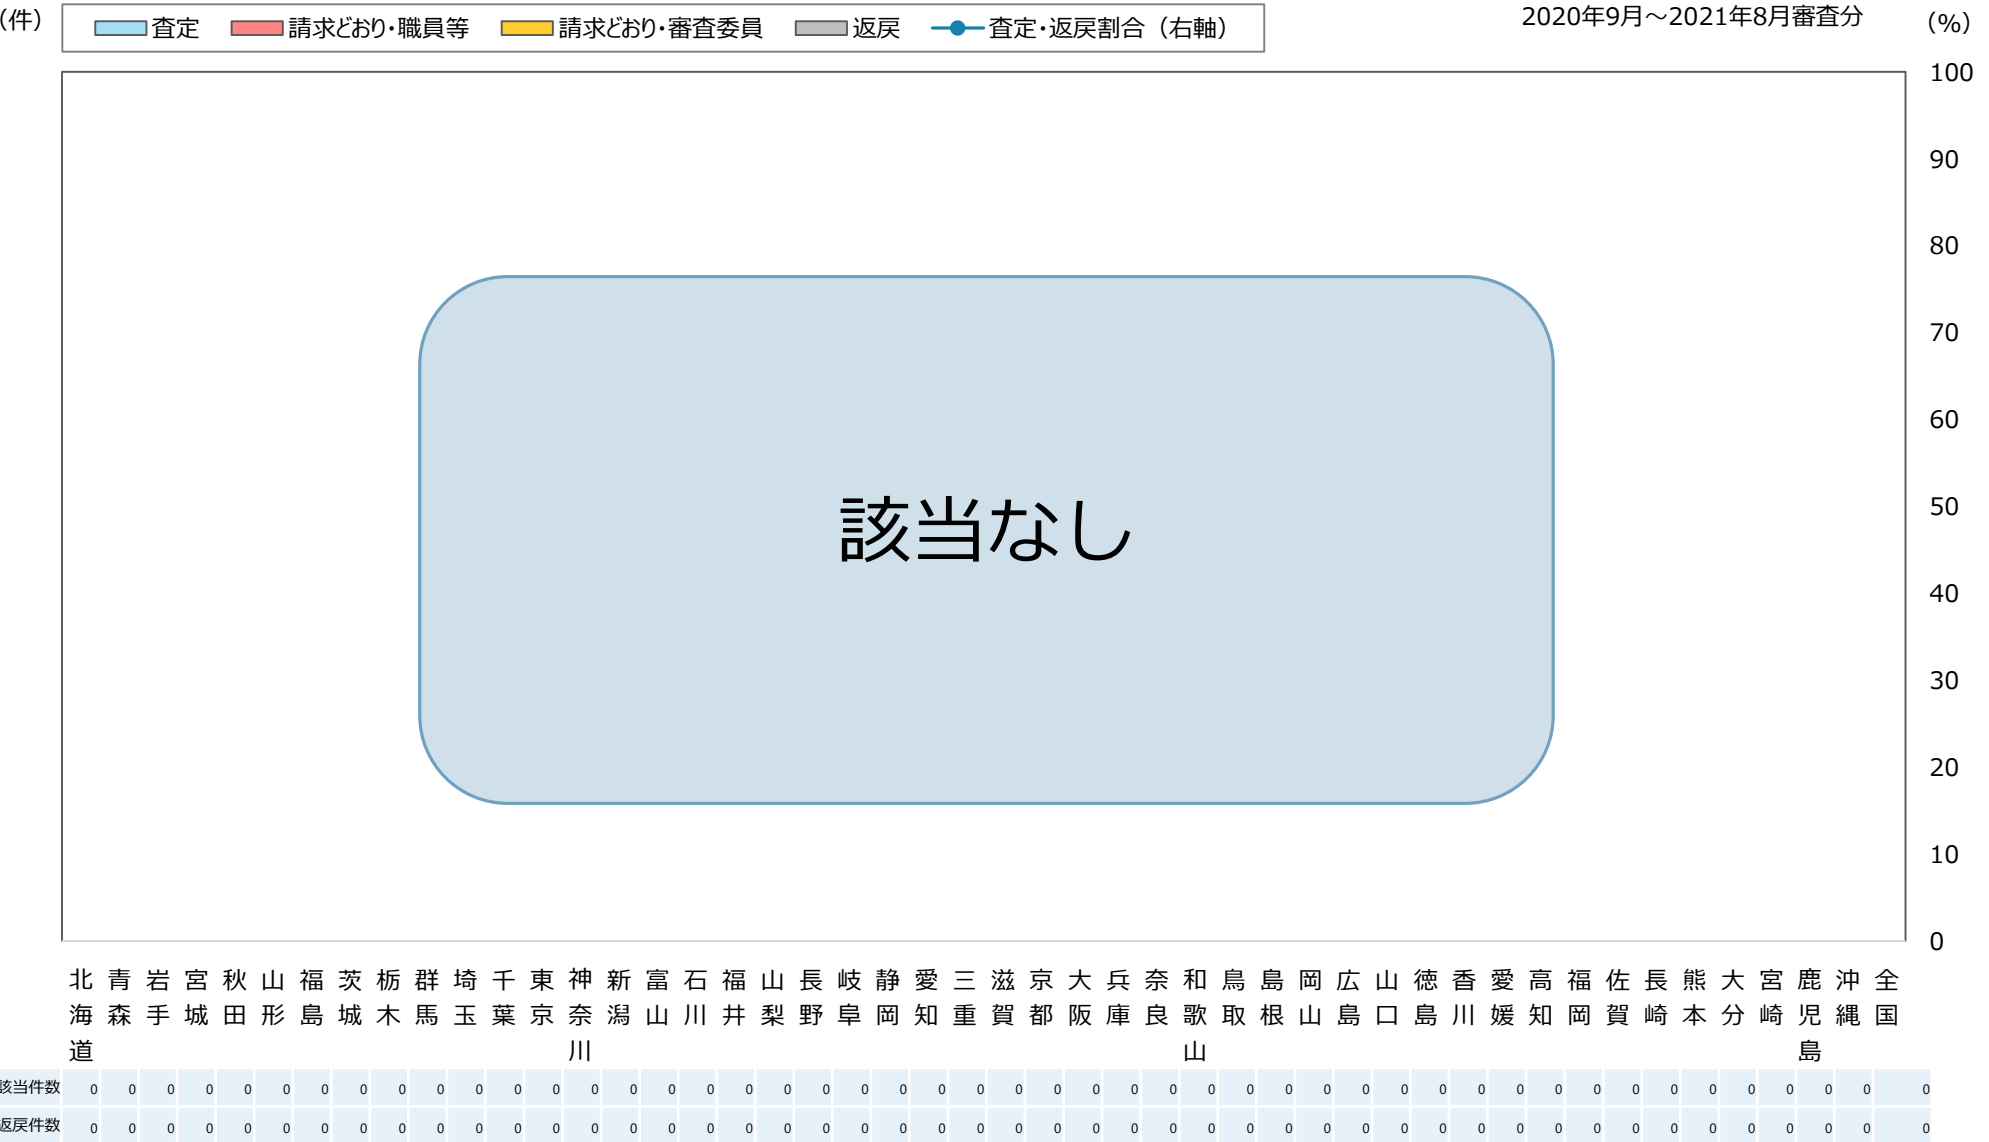 (件)
査定 請求どおり・職員等 請求どおり・審査委員 返戻 査定・返戻割合（右軸）
2020年9月～2021年8月審査分
(%)
100
90
80
70
60
50
40
30
20
10
0
該当なし
北海道 青森 岩手 宮城 秋田 山形 福島 茨城 栃木 群馬 埼玉 千葉 東京 神奈川 新潟 富山 石川 福井 山梨 長野 岐阜 静岡 愛知 三重 滋賀 京都 大阪 兵庫 奈良 和歌山 鳥取 島根 岡山 広島 山口 徳島 香川 愛媛 高知 福岡 佐賀 長崎 熊本 大分 宮崎 鹿児島 沖縄 全国
該当件数 0 0 0 0 0 0 0 0 0 0 0 0 0 0 0 0 0 0 0 0 0 0 0 0 0 0 0 0 0 0 0 0 0 0 0 0 0 0 0 0 0 0 0 0 0 0 0 0
返戻件数 0 0 0 0 0 0 0 0 0 0 0 0 0 0 0 0 0 0 0 0 0 0 0 0 0 0 0 0 0 0 0 0 0 0 0 0 0 0 0 0 0 0 0 0 0 0 0 0